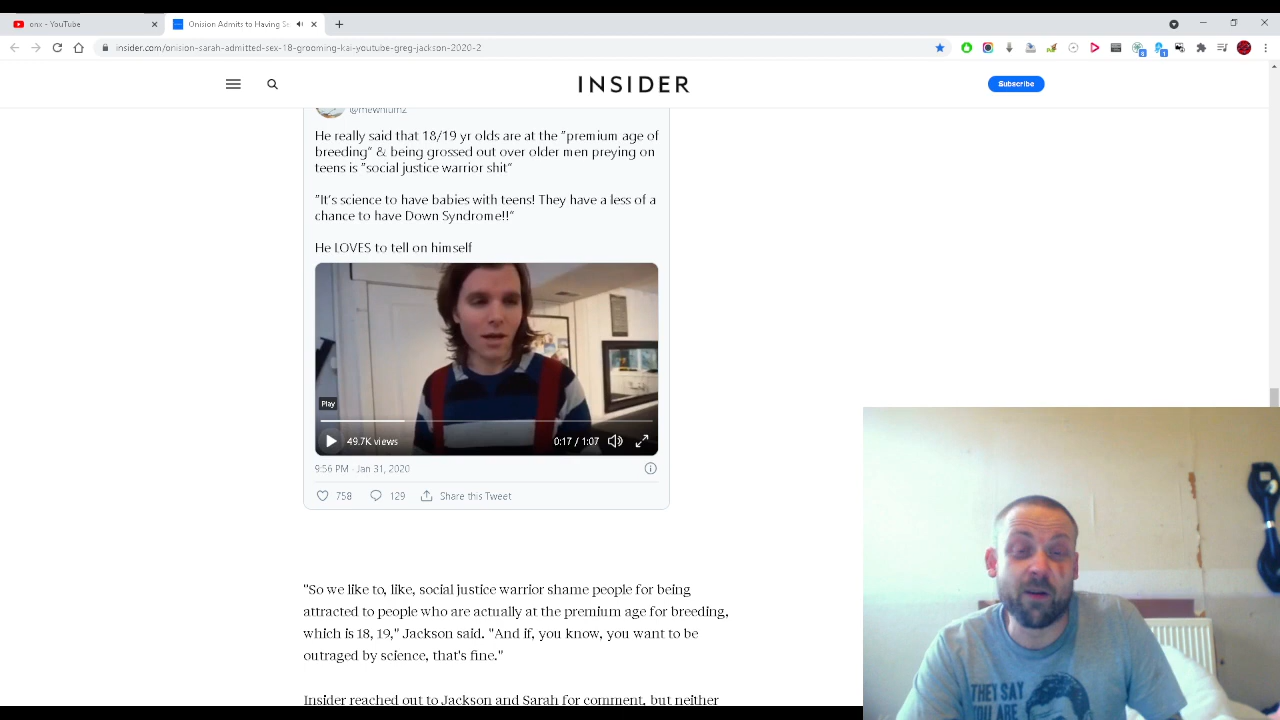 onx - YouTube
Onision Admits to Having Se
insider.com/onision-sarah-admitted-sex-18-grooming-kai-youtube-greg-jackson-2020-2
INSIDER
Subscribe
@mewnumz
He really said that 18/19 yr olds are at the "premium age of
breeding" & being grossed out over older men preying on
teens is "social justice warrior shit"
"It's science to have babies with teens! They have a less of a
chance to have Down Syndrome!!"
He LOVES to tell on himself
Play
49.7K views
0:17 / 1:07
9:56 PM · Jan 31, 2020
758
129
Share this Tweet
"So we like to, like, social justice warrior shame people for being
attracted to people who are actually at the premium age for breeding,
which is 18, 19," Jackson said. "And if, you know, you want to be
outraged by science, that's fine."
Insider reached out to Jackson and Sarah for comment, but neither
THEY SAY
YOU ARE